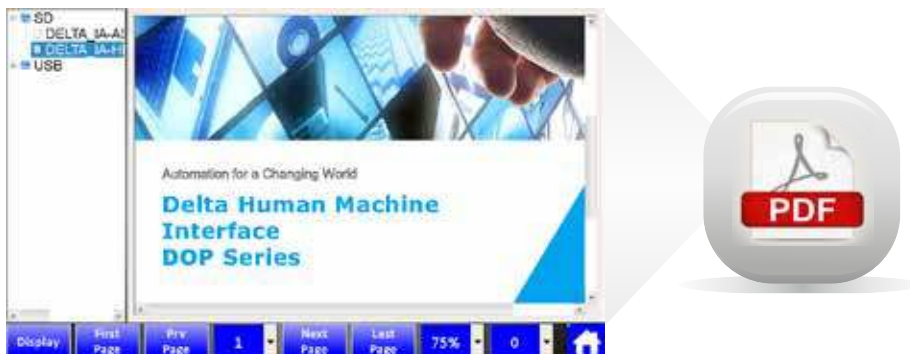 SD
DELTA_IA-AS
DELTA_IA-H
USB
Automation for a Changing World
Delta Human Machine
Interface
DOP Series
Display
First
Page
Prv
Page
1
Next
Page
Last
Page
75%
0
PDF